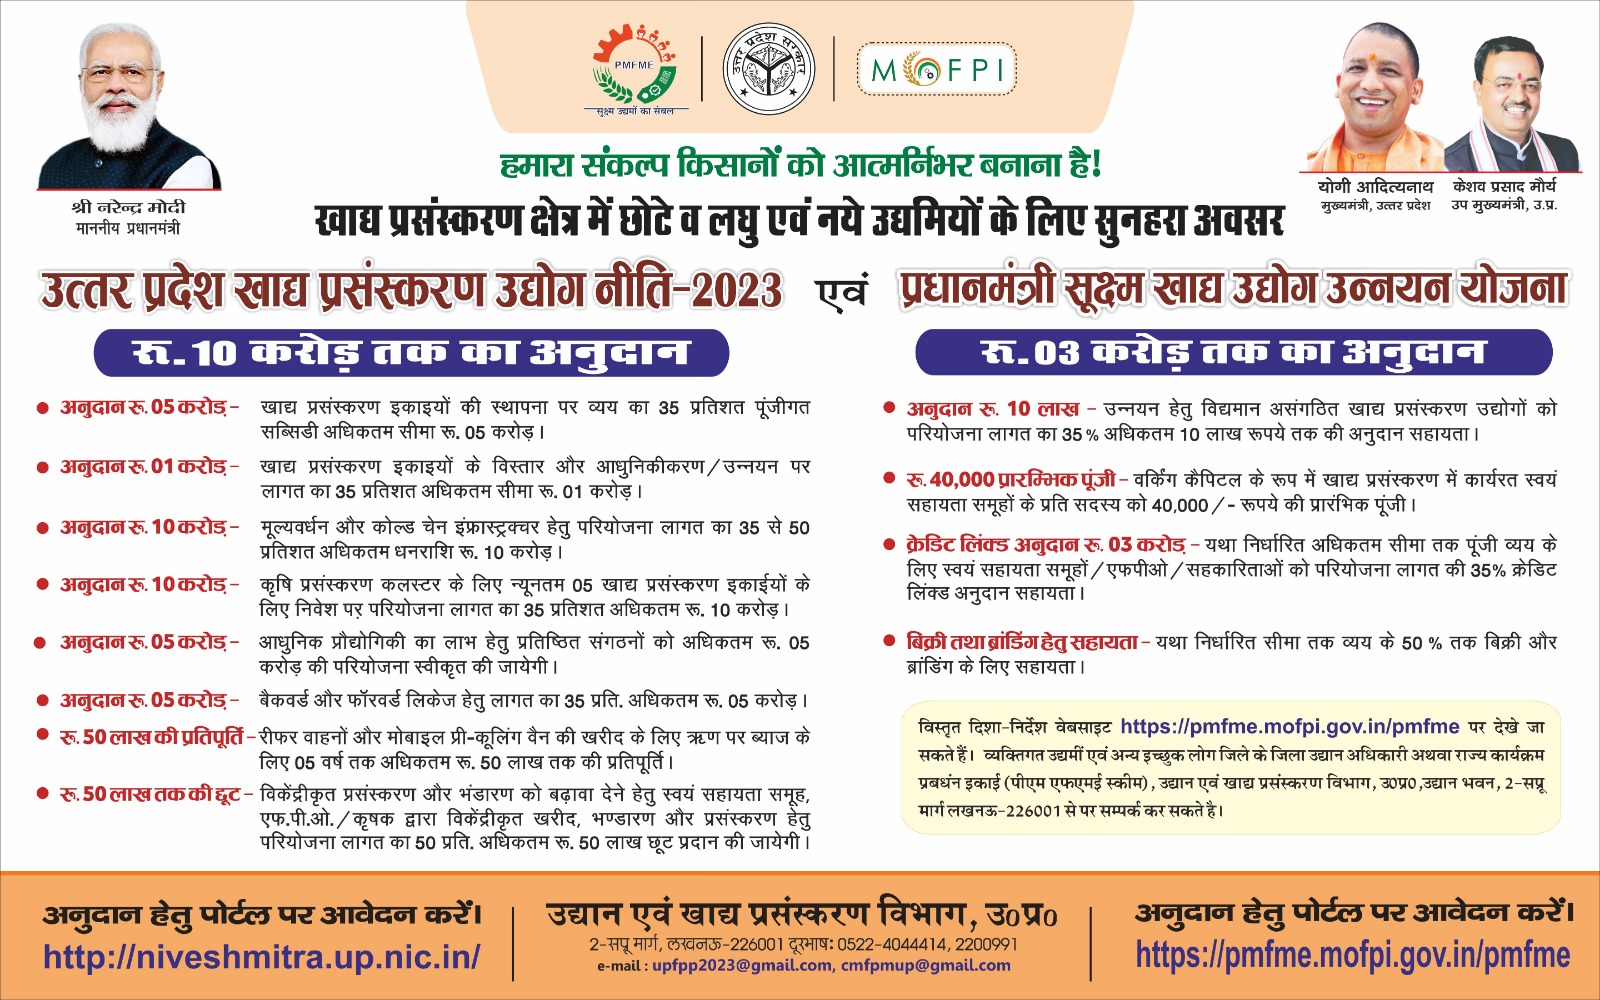 PMFME
सूक्ष्म उद्यमों का संबल
उत्तर प्रदेश सरकार
MOFPI
श्री नरेन्द्र मोदी
माननीय प्रधानमंत्री
योगी आदित्यनाथ
मुख्यमंत्री, उत्तर प्रदेश
केशव प्रसाद मौर्य
उप मुख्यमंत्री, उ.प्र.
हमारा संकल्प किसानों को आत्मर्निभर बनाना है!
खाद्य प्रसंस्करण क्षेत्र में छोटे व लघु एवं नये उद्यमियों के लिए सुनहरा अवसर
उत्तर प्रदेश खाद्य प्रसंस्करण उद्योग नीति-2023 एवं प्रधानमंत्री सूक्ष्म खाद्य उद्योग उन्नयन योजना
रू. 10 करोड़ तक का अनुदान
● अनुदान रू. 05 करोड़ – खाद्य प्रसंस्करण इकाइयों की स्थापना पर व्यय का 35 प्रतिशत पूंजीगत
सब्सिडी अधिकतम सीमा रू. 05 करोड़।
● अनुदान रू. 01 करोड़ – खाद्य प्रसंस्करण इकाइयों के विस्तार और आधुनिकीकरण/उन्नयन पर
लागत का 35 प्रतिशत अधिकतम सीमा रू. 01 करोड़।
● अनुदान रू. 10 करोड़ – मूल्यवर्धन और कोल्ड चेन इंफ्रास्ट्रक्चर हेतु परियोजना लागत का 35 से 50
प्रतिशत अधिकतम धनराशि रू. 10 करोड़।
● अनुदान रू. 10 करोड़ – कृषि प्रसंस्करण कलस्टर के लिए न्यूनतम 05 खाद्य प्रसंस्करण इकाईयों के
लिए निवेश पर परियोजना लागत का 35 प्रतिशत अधिकतम रू. 10 करोड़।
● अनुदान रू. 05 करोड़ – आधुनिक प्रौद्योगिकी का लाभ हेतु प्रतिष्ठित संगठनों को अधिकतम रू. 05
करोड़ की परियोजना स्वीकृत की जायेगी।
● अनुदान रू. 05 करोड़ – बैकवर्ड और फॉरवर्ड लिकेज हेतु लागत का 35 प्रति. अधिकतम रू. 05 करोड़।
● रू. 50 लाख की प्रतिपूर्ति – रीफर वाहनों और मोबाइल प्री-कूलिंग वैन की खरीद के लिए ऋण पर ब्याज के
लिए 05 वर्ष तक अधिकतम रू. 50 लाख तक की प्रतिपूर्ति।
● रू. 50 लाख तक की छूट – विकेंद्रीकृत प्रसंस्करण और भंडारण को बढ़ावा देने हेतु स्वयं सहायता समूह,
एफ.पी.ओ./कृषक द्वारा विकेंद्रीकृत खरीद, भण्डारण और प्रसंस्करण हेतु
परियोजना लागत का 50 प्रति. अधिकतम रू. 50 लाख छूट प्रदान की जायेगी।
रू. 03 करोड़ तक का अनुदान
● अनुदान रू. 10 लाख – उन्नयन हेतु विद्यमान असंगठित खाद्य प्रसंस्करण उद्योगों को
परियोजना लागत का 35 % अधिकतम 10 लाख रूपये तक की अनुदान सहायता।
● रू. 40,000 प्रारम्भिक पूंजी – वर्किंग कैपिटल के रूप में खाद्य प्रसंस्करण में कार्यरत स्वयं
सहायता समूहों के प्रति सदस्य को 40,000/- रूपये की प्रारंभिक पूंजी।
● क्रेडिट लिंक्ड अनुदान रू. 03 करोड़ – यथा निर्धारित अधिकतम सीमा तक पूंजी व्यय के
लिए स्वयं सहायता समूहों/एफपीओ/सहकारिताओं को परियोजना लागत की 35% क्रेडिट
लिंक्ड अनुदान सहायता।
● बिक्री तथा ब्रांडिंग हेतु सहायता – यथा निर्धारित सीमा तक व्यय के 50 % तक बिक्री और
ब्रांडिंग के लिए सहायता।
विस्तृत दिशा-निर्देश वेबसाइट https://pmfme.mofpi.gov.in/pmfme पर देखे जा
सकते हैं। व्यक्तिगत उद्यमीं एवं अन्य इच्छुक लोग जिले के जिला उद्यान अधिकारी अथवा राज्य कार्यक्रम
प्रबधंन इकाई (पीएम एफएमई स्कीम), उद्यान एवं खाद्य प्रसंस्करण विभाग, उ0प्र0,उद्यान भवन, 2-सप्रू
मार्ग लखनऊ-226001 से पर सम्पर्क कर सकते है।
अनुदान हेतु पोर्टल पर आवेदन करें।
http://niveshmitra.up.nic.in/
उद्यान एवं खाद्य प्रसंस्करण विभाग, उ0प्र0
2-सप्रू मार्ग, लखनऊ-226001 दूरभाष: 0522-4044414, 2200991
e-mail : upfpp2023@gmail.com, cmfpmup@gmail.com
अनुदान हेतु पोर्टल पर आवेदन करें।
https://pmfme.mofpi.gov.in/pmfme